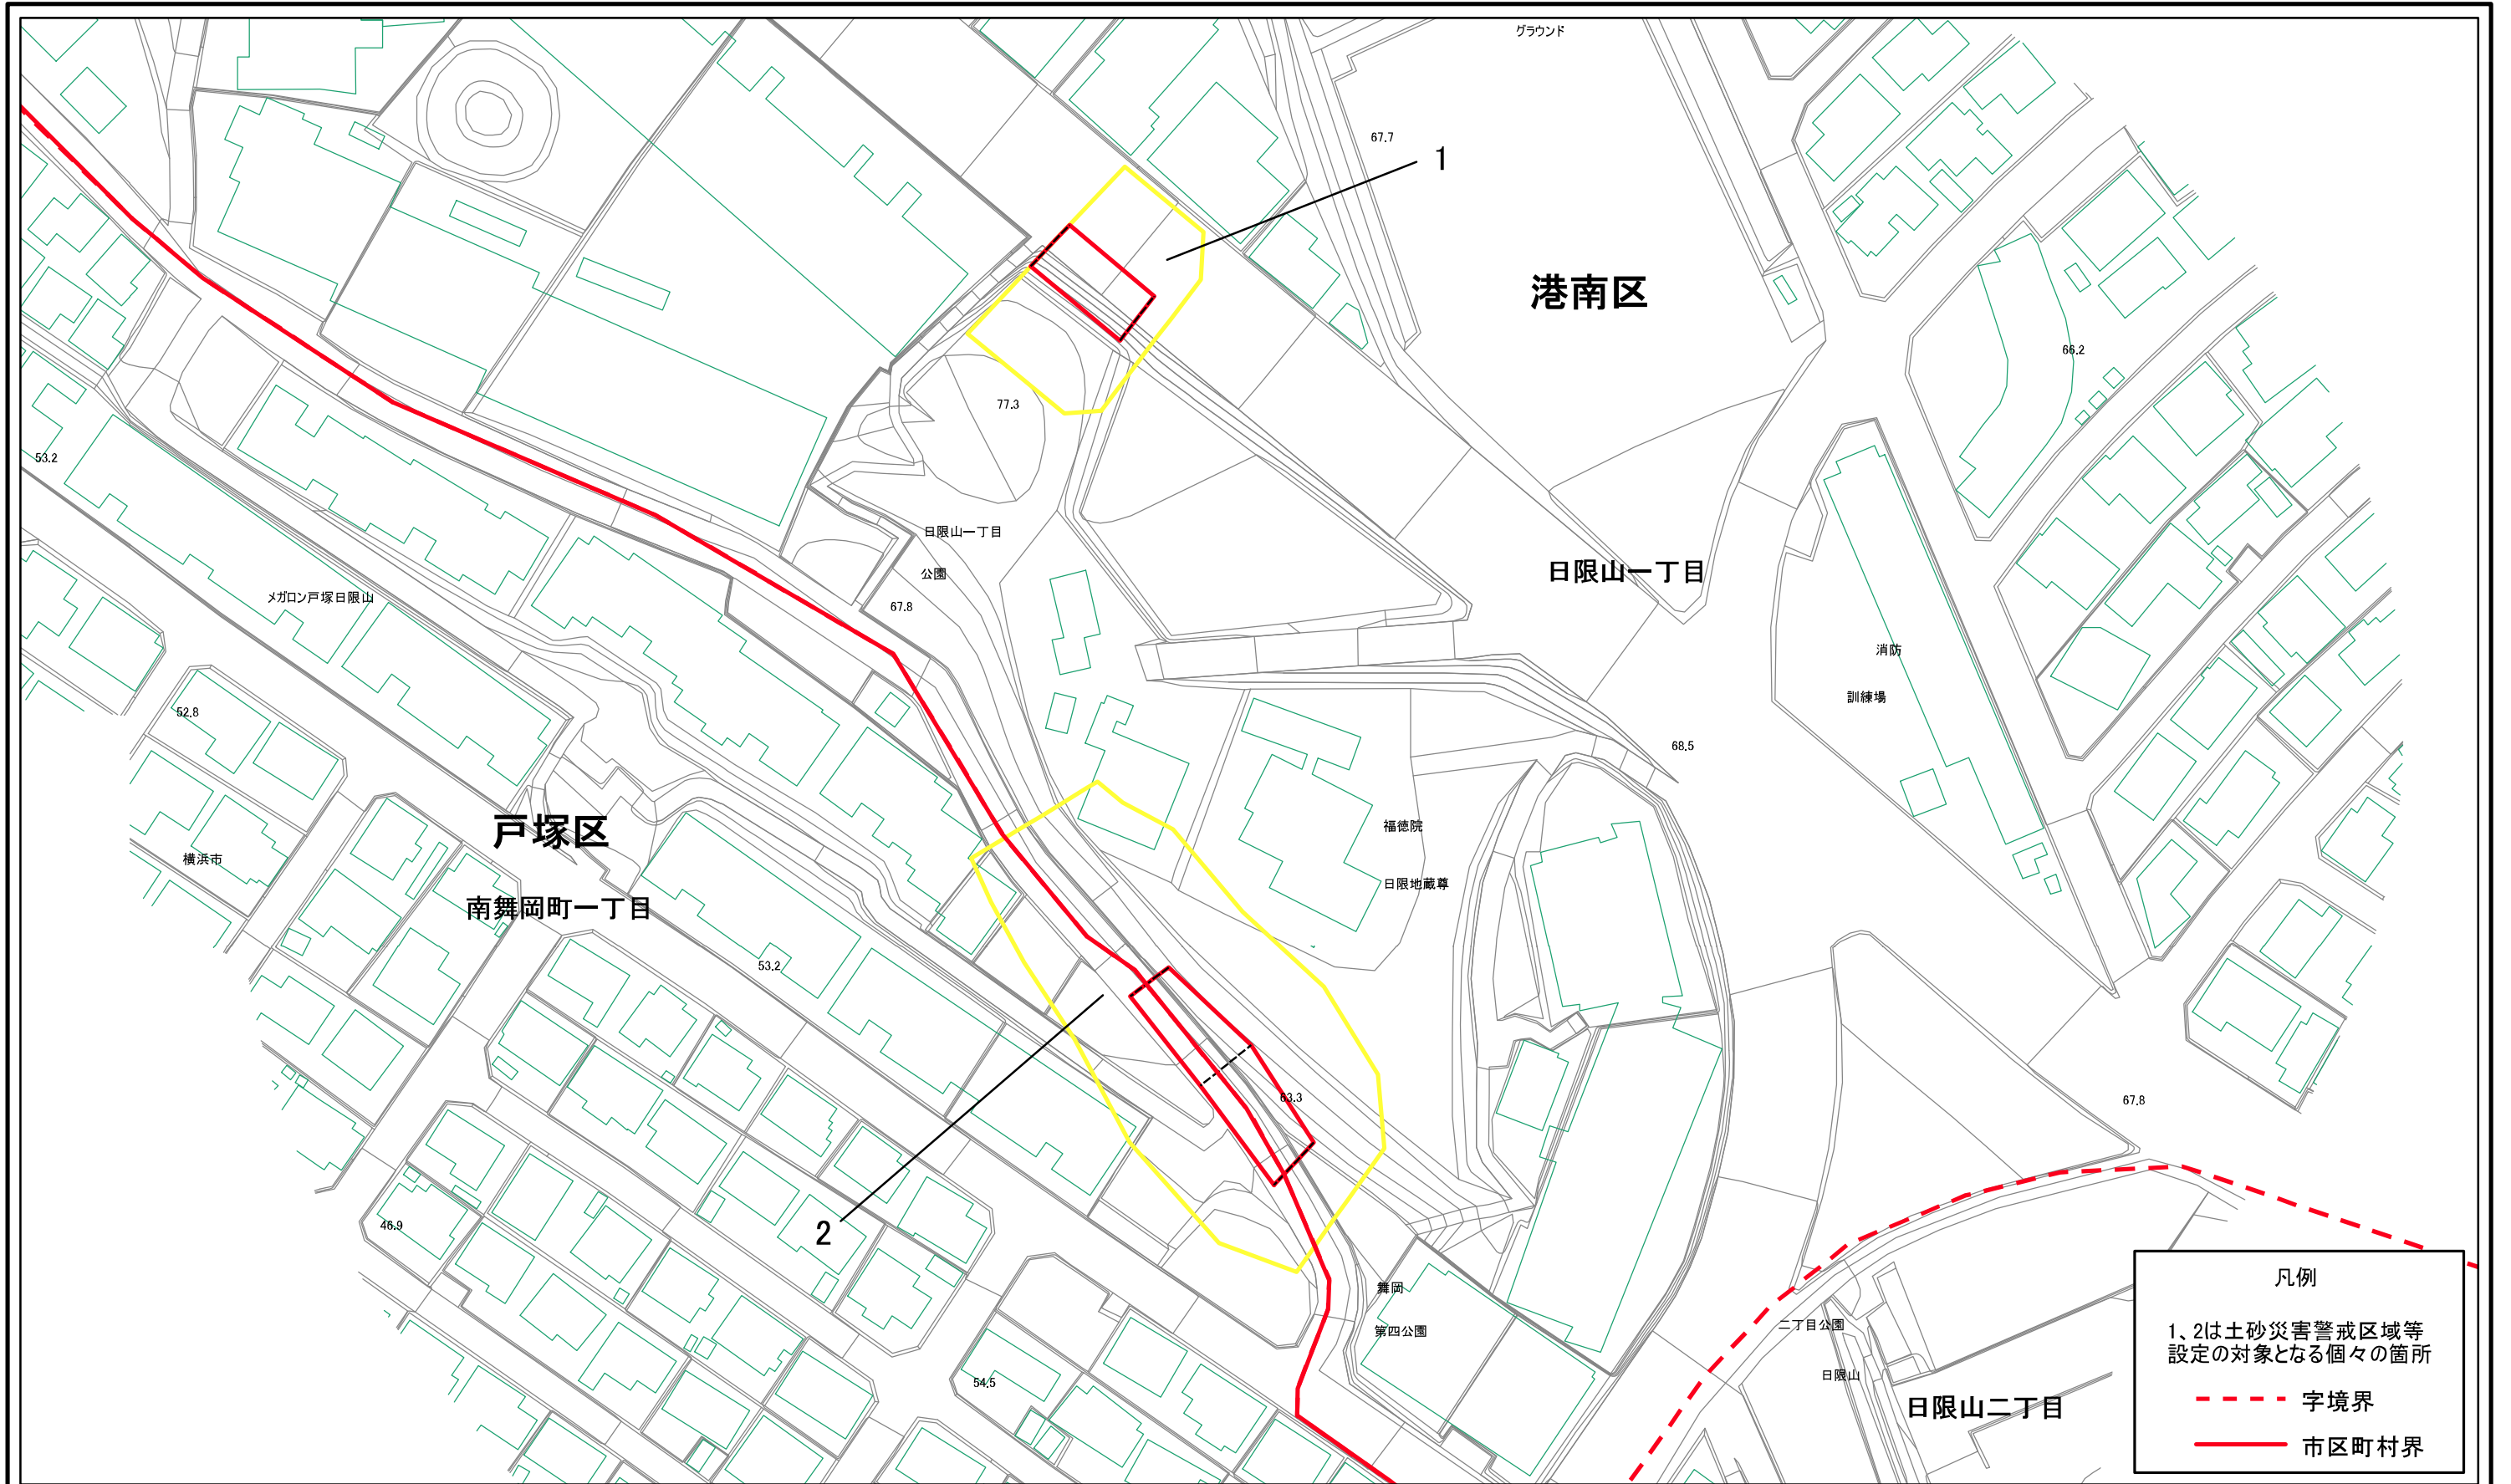 グラウンド
67.7
1
港南区
66.2
77.3
53.2
日限山一丁目
公園
日限山一丁目
メガロン戸塚日限山
67.8
消防
訓練場
52.8
68.5
戸塚区
福徳院
横浜市
日限地蔵尊
南舞岡町一丁目
53.2
63.3
67.8
2
46.9
舞岡
第四公園
二丁目公園
日限山
54.5
日限山二丁目
凡例
1、2は土砂災害警戒区域等
設定の対象となる個々の箇所
字境界
市区町村界